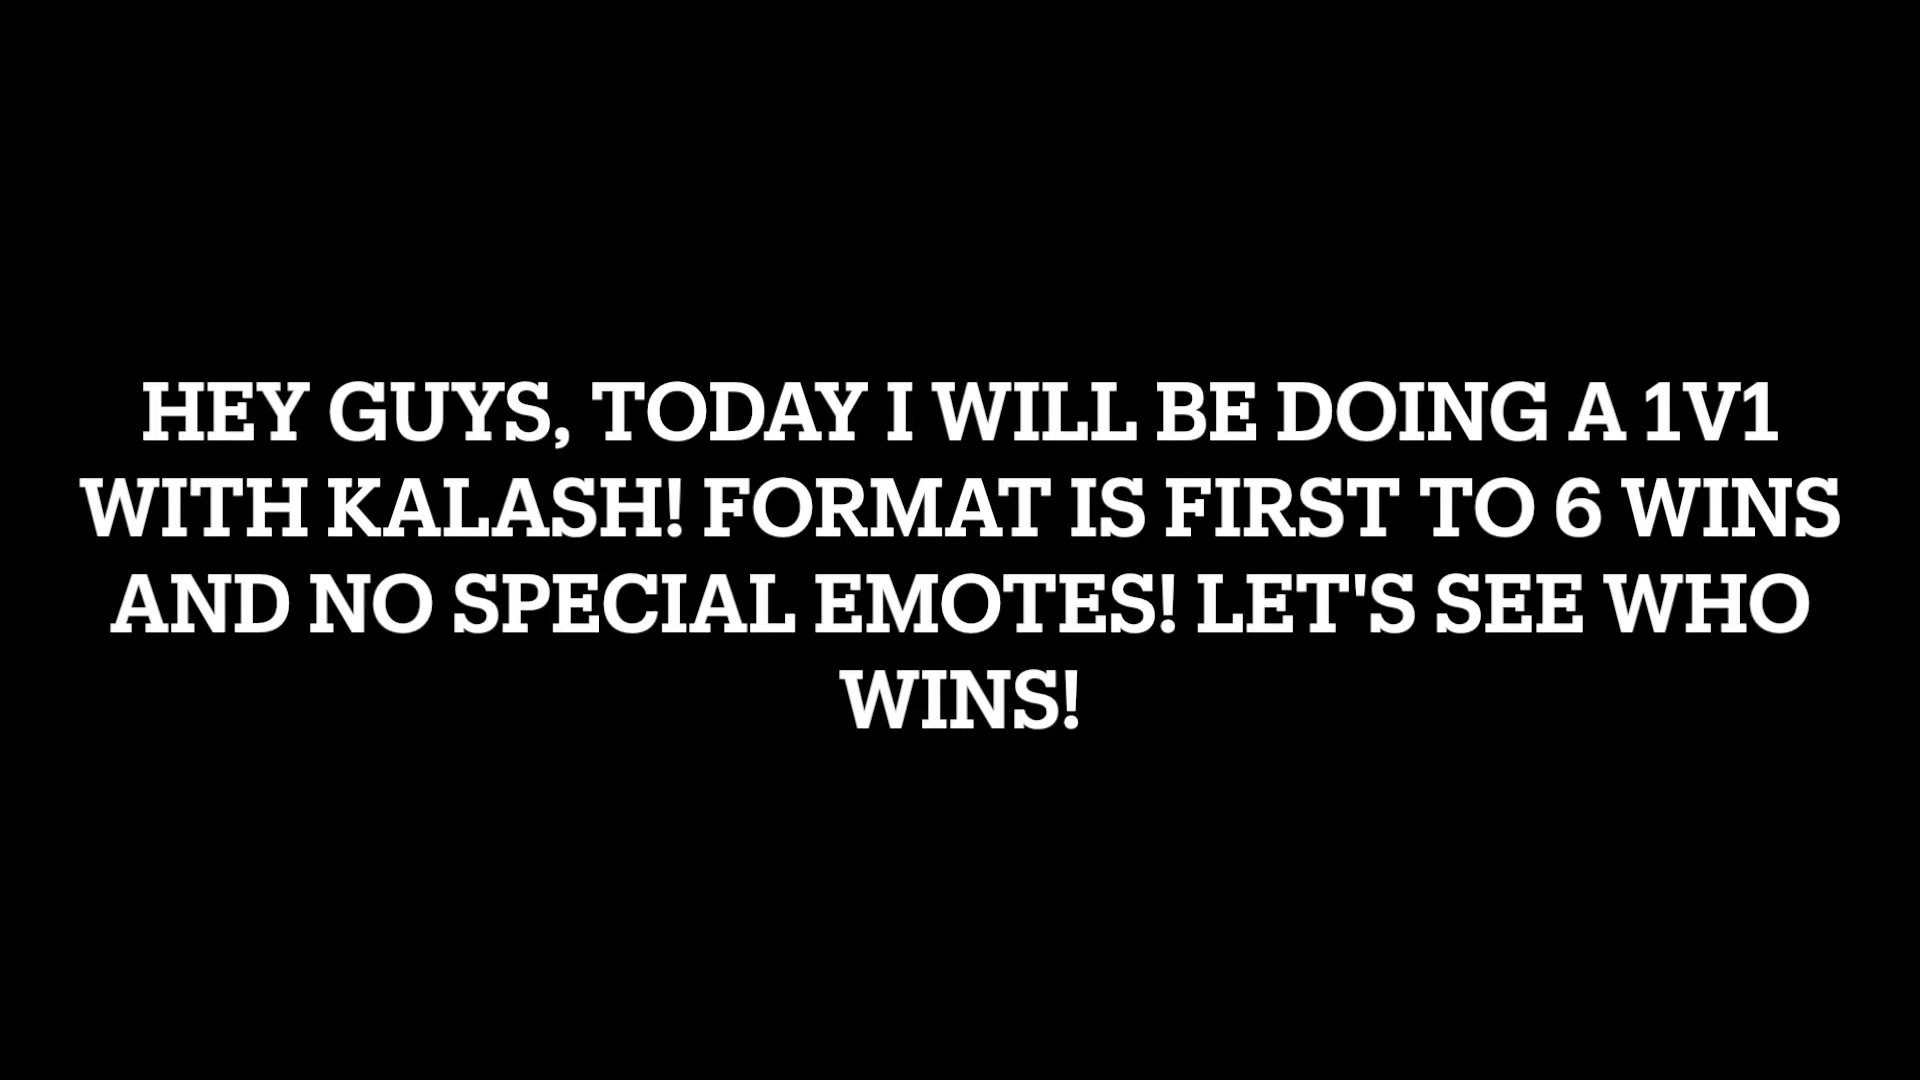 HEY GUYS, TODAY I WILL BE DOING A 1V1
WITH KALASH! FORMAT IS FIRST TO 6 WINS
AND NO SPECIAL EMOTES! LET'S SEE WHO
WINS!